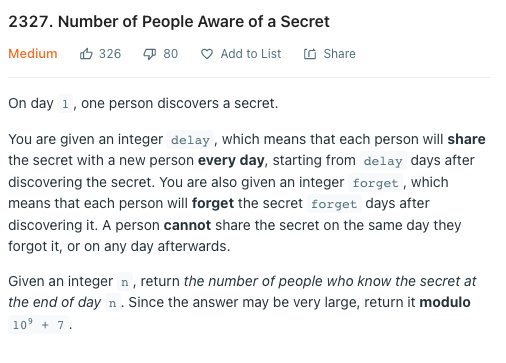 2327. Number of People Aware of a Secret
Medium 326 80 Add to List Share
On day 1, one person discovers a secret.
You are given an integer delay, which means that each person will share
the secret with a new person every day, starting from delay days after
discovering the secret. You are also given an integer forget, which
means that each person will forget the secret forget days after
discovering it. A person cannot share the secret on the same day they
forgot it, or on any day afterwards.
Given an integer n, return the number of people who know the secret at
the end of day n. Since the answer may be very large, return it modulo
10⁹ + 7.